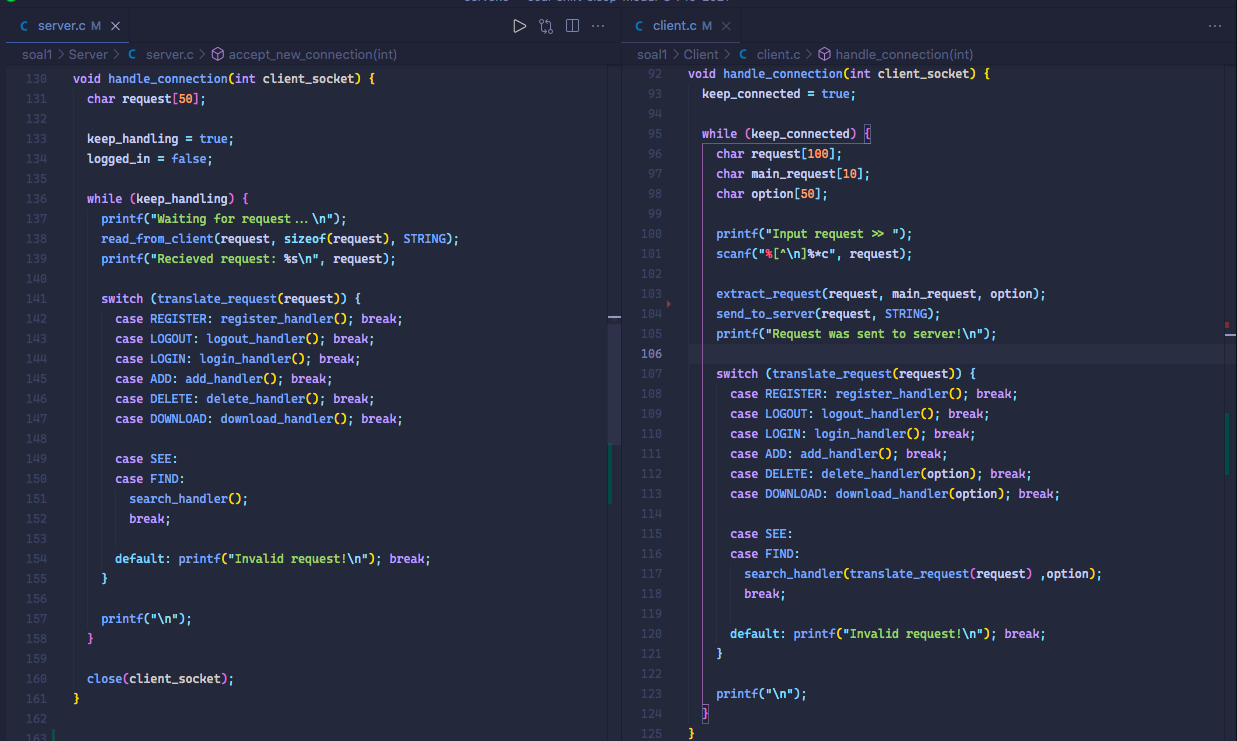 server.c M
soal1 > Server > C server.c > accept_new_connection(int)
130 void handle_connection(int client_socket) {
131 char request[50];
132
133 keep_handling = true;
134 logged_in = false;
135
136 while (keep_handling) {
137 printf("Waiting for request...\n");
138 read_from_client(request, sizeof(request), STRING);
139 printf("Recieved request: %s\n", request);
140
141 switch (translate_request(request)) {
142 case REGISTER: register_handler(); break;
143 case LOGOUT: logout_handler(); break;
144 case LOGIN: login_handler(); break;
145 case ADD: add_handler(); break;
146 case DELETE: delete_handler(); break;
147 case DOWNLOAD: download_handler(); break;
148
149 case SEE:
150 case FIND:
151 search_handler();
152 break;
153
154 default: printf("Invalid request!\n"); break;
155 }
156
157 printf("\n");
158 }
159
160 close(client_socket);
161 }
162
163
client.c M
soal1 > Client > C client.c > handle_connection(int)
92 void handle_connection(int client_socket) {
93 keep_connected = true;
94
95 while (keep_connected) {
96 char request[100];
97 char main_request[10];
98 char option[50];
99
100 printf("Input request >> ");
101 scanf("%[^\n]%*c", request);
102
103 extract_request(request, main_request, option);
104 send_to_server(request, STRING);
105 printf("Request was sent to server!\n");
106
107 switch (translate_request(request)) {
108 case REGISTER: register_handler(); break;
109 case LOGOUT: logout_handler(); break;
110 case LOGIN: login_handler(); break;
111 case ADD: add_handler(); break;
112 case DELETE: delete_handler(option); break;
113 case DOWNLOAD: download_handler(option); break;
114
115 case SEE:
116 case FIND:
117 search_handler(translate_request(request) ,option);
118 break;
119
120 default: printf("Invalid request!\n"); break;
121 }
122
123 printf("\n");
124 }
125 }